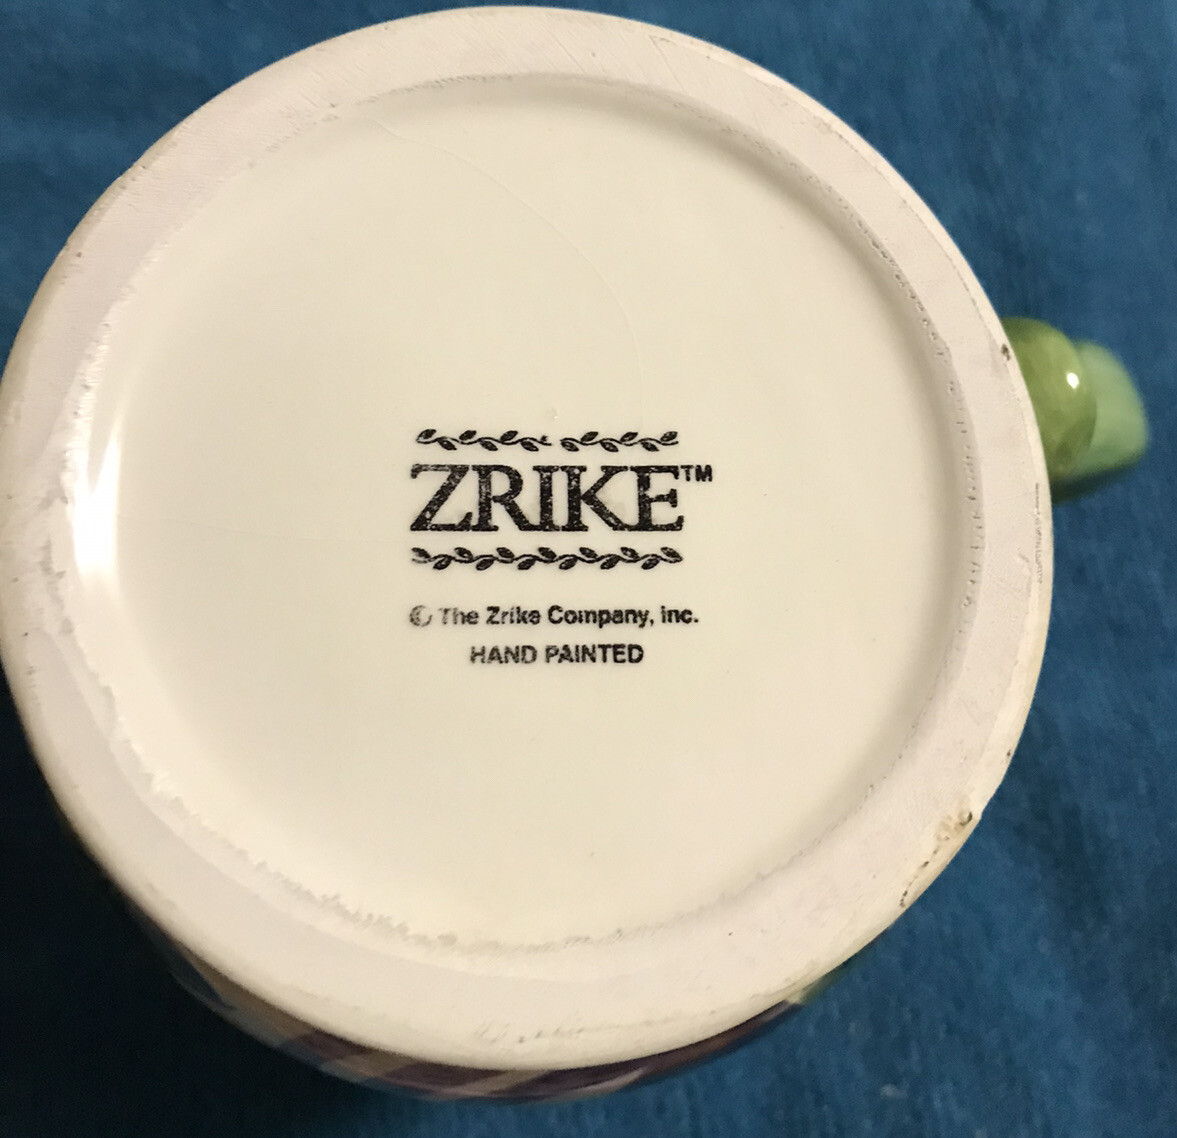 ZRIKE™
© The Zrike Company, Inc.
HAND PAINTED